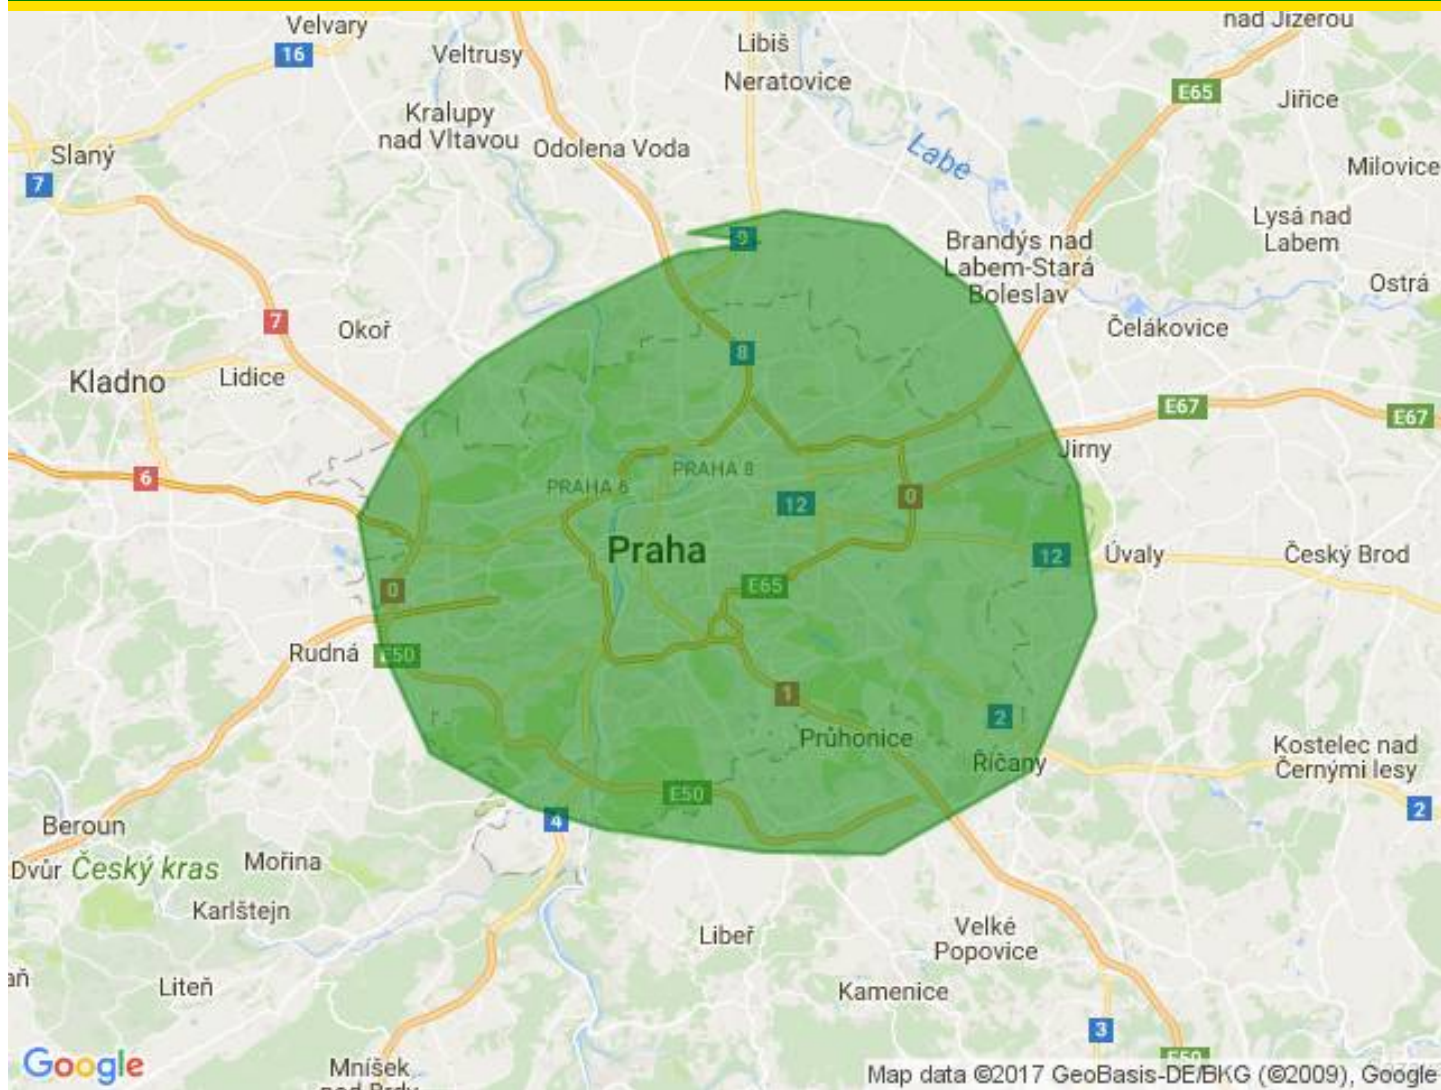 Velvary
16
Veltrusy
Libiš
Neratovice
nad Jizerou
E65
Jiřice
Kralupy
nad Vltavou
Odolena Voda
Labe
Slaný
7
Milovice
Lysá nad
Labem
9
Brandýs nad
Labem-Stará
Boleslav
Ostrá
7
Okoř
Čelákovice
8
Kladno
Lidice
E67
E67
Jirny
6
PRAHA 8
PRAHA 6
0
12
Praha
12
Úvaly
Český Brod
E65
0
Rudná
E50
1
2
Průhonice
Říčany
Kostelec nad
Černými lesy
E50
2
4
Beroun
Dvůr
Český kras
Mořina
Karlštejn
Libeř
Velké
Popovice
aň
Liteň
Kamenice
3
E50
Google
Mníšek
nad Brdy
Map data ©2017 GeoBasis-DE/BKG (©2009), Google